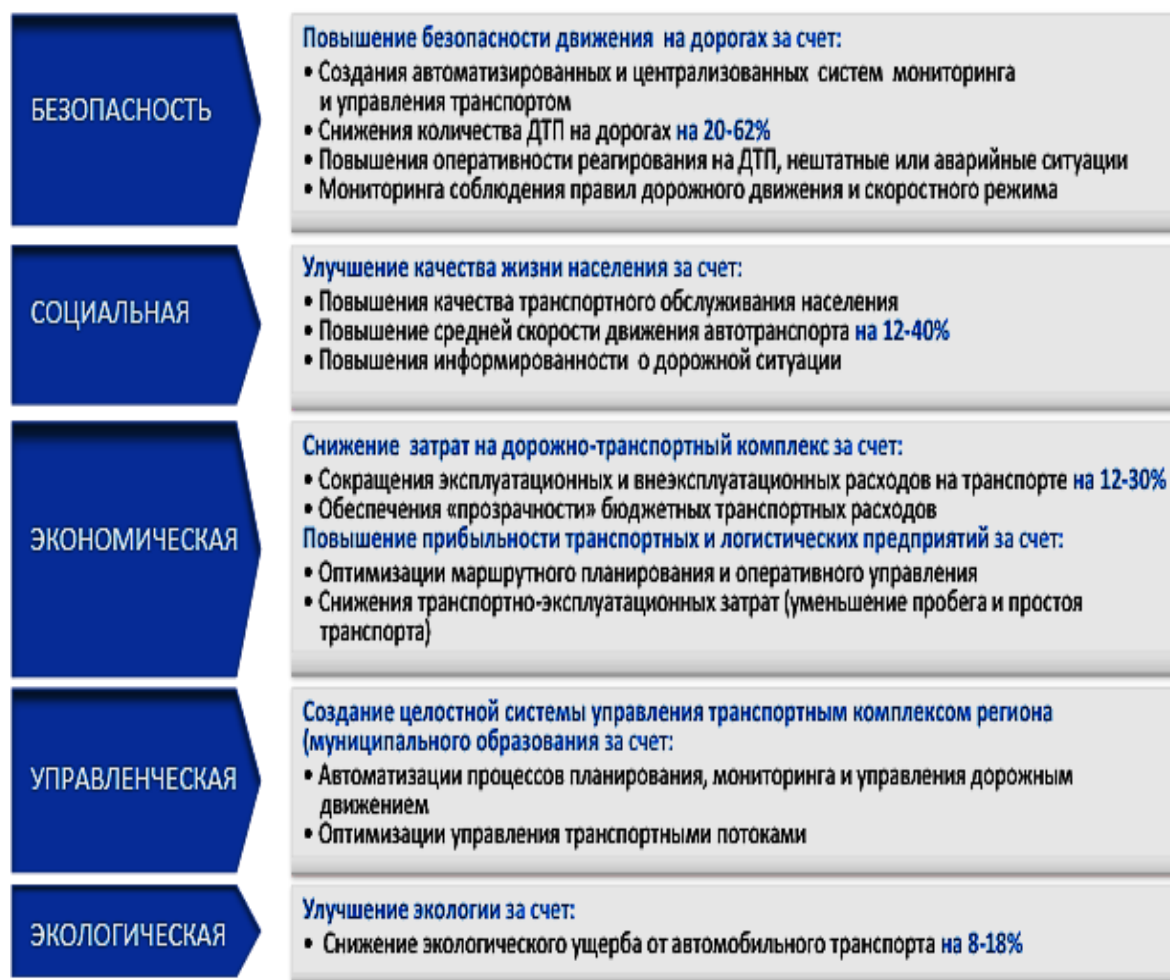 БЕЗОПАСНОСТЬ
Повышение безопасности движения на дорогах за счет:
• Создания автоматизированных и централизованных систем мониторинга
и управления транспортом
• Снижения количества ДТП на дорогах на 20-62%
• Повышения оперативности реагирования на ДТП, нештатные или аварийные ситуации
• Мониторинга соблюдения правил дорожного движения и скоростного режима
СОЦИАЛЬНАЯ
Улучшение качества жизни населения за счет:
• Повышения качества транспортного обслуживания населения
• Повышение средней скорости движения автотранспорта на 12-40%
• Повышения информированности о дорожной ситуации
ЭКОНОМИЧЕСКАЯ
Снижение затрат на дорожно-транспортный комплекс за счет:
• Сокращения эксплуатационных и внеэксплуатационных расходов на транспорте на 12-30%
• Обеспечения «прозрачности» бюджетных транспортных расходов
Повышение прибыльности транспортных и логистических предприятий за счет:
• Оптимизации маршрутного планирования и оперативного управления
• Снижения транспортно-эксплуатационных затрат (уменьшение пробега и простоя
транспорта)
УПРАВЛЕНЧЕСКАЯ
Создание целостной системы управления транспортным комплексом региона
(муниципального образования за счет:
• Автоматизации процессов планирования, мониторинга и управления дорожным
движением
• Оптимизации управления транспортными потоками
ЭКОЛОГИЧЕСКАЯ
Улучшение экологии за счет:
• Снижение экологического ущерба от автомобильного транспорта на 8-18%